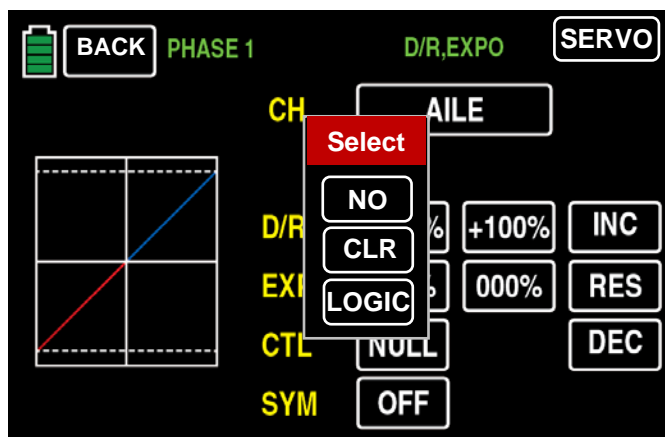 BACK PHASE 1 D/R,EXPO SERVO
CH AILE
Select
NO
D/R % +100% INC
CLR
EX 000% RES
LOGIC
CTL NULL DEC
SYM OFF